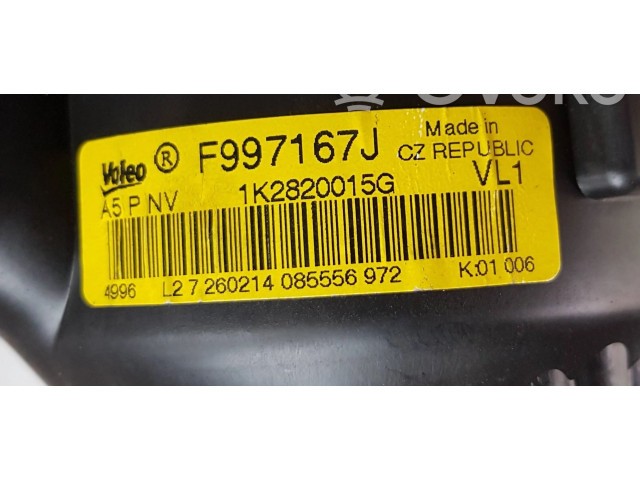 Valeo ® F997167J Made in
CZ REPUBLIC
A5 P NV 1K2820015G VL1
4996 L2 7 260214 085556 972 K:01 006